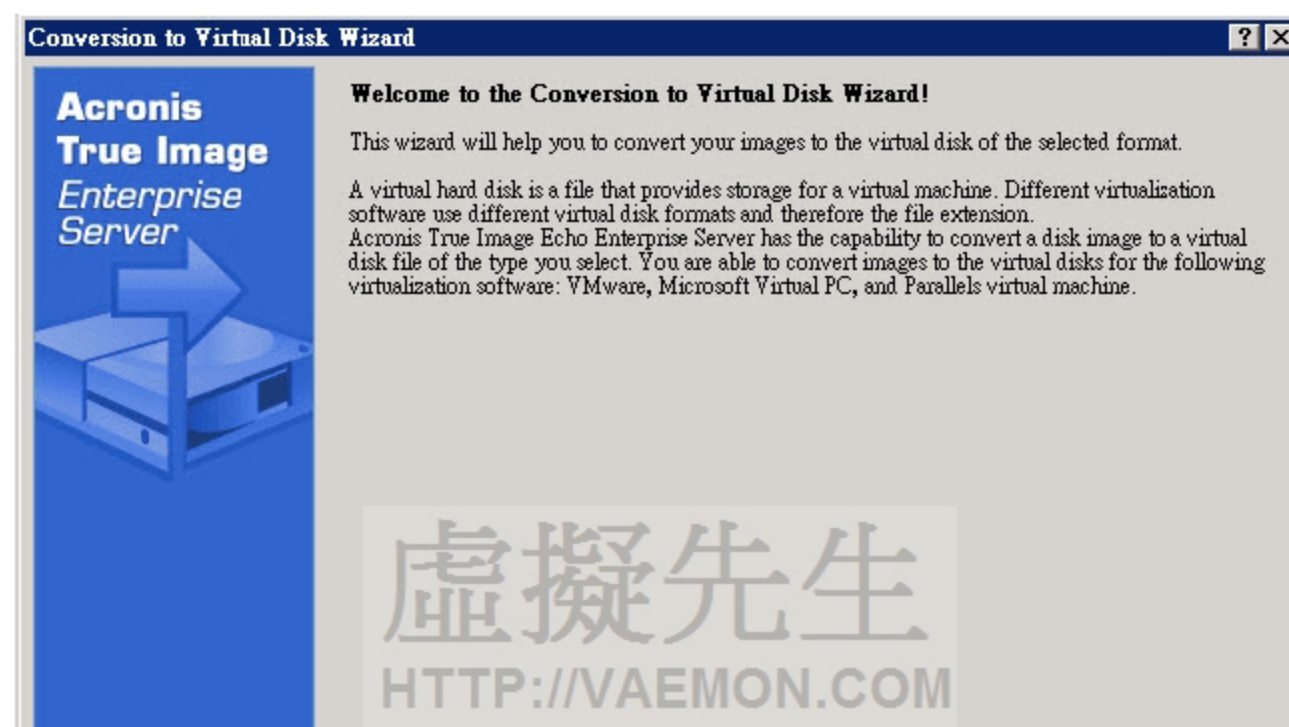 Conversion to Virtual Disk Wizard
Acronis
True Image
Enterprise
Server
Welcome to the Conversion to Virtual Disk Wizard!
This wizard will help you to convert your images to the virtual disk of the selected format.
A virtual hard disk is a file that provides storage for a virtual machine. Different virtualization
software use different virtual disk formats and therefore the file extension.
Acronis True Image Echo Enterprise Server has the capability to convert a disk image to a virtual
disk file of the type you select. You are able to convert images to the virtual disks for the following
virtualization software: VMware, Microsoft Virtual PC, and Parallels virtual machine.
虛擬先生
HTTP://VAEMON.COM